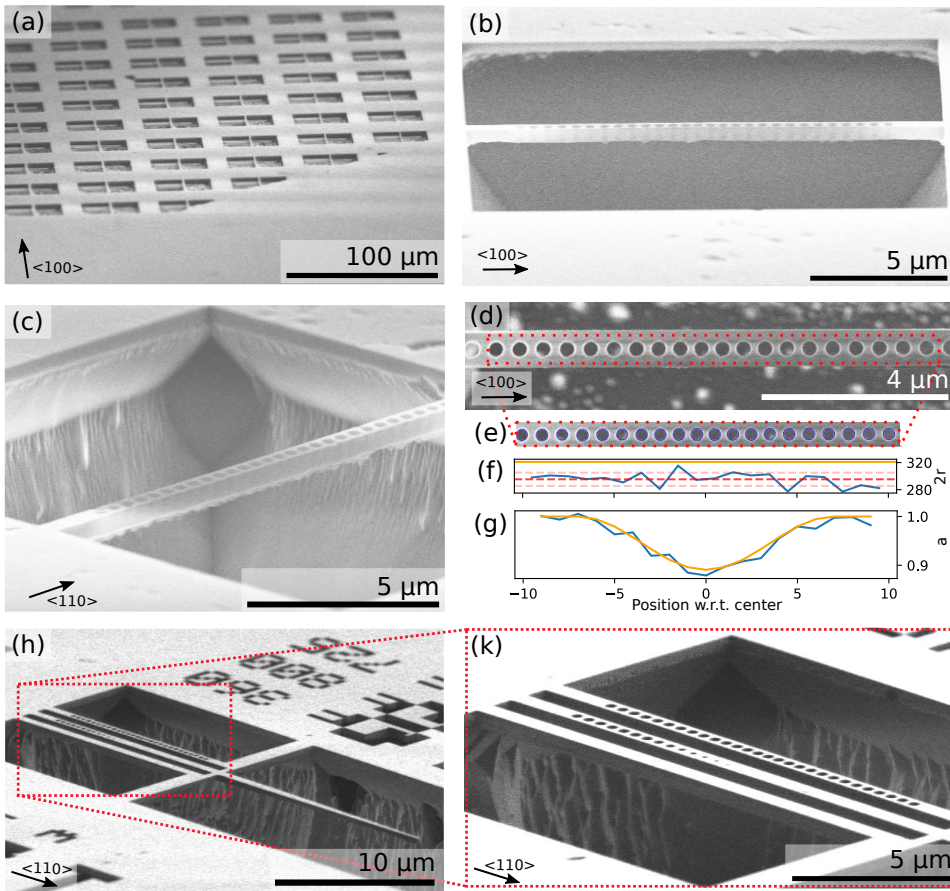 (a)
<100>
100 µm
(b)
<100>
5 µm
(c)
<110>
5 µm
(d)
<100>
4 µm
(e)
(f)
320
280
2r
(g)
1.0
0.9
a
−10
−5
0
5
10
Position w.r.t. center
(h)
<110>
10 µm
(k)
<110>
5 µm